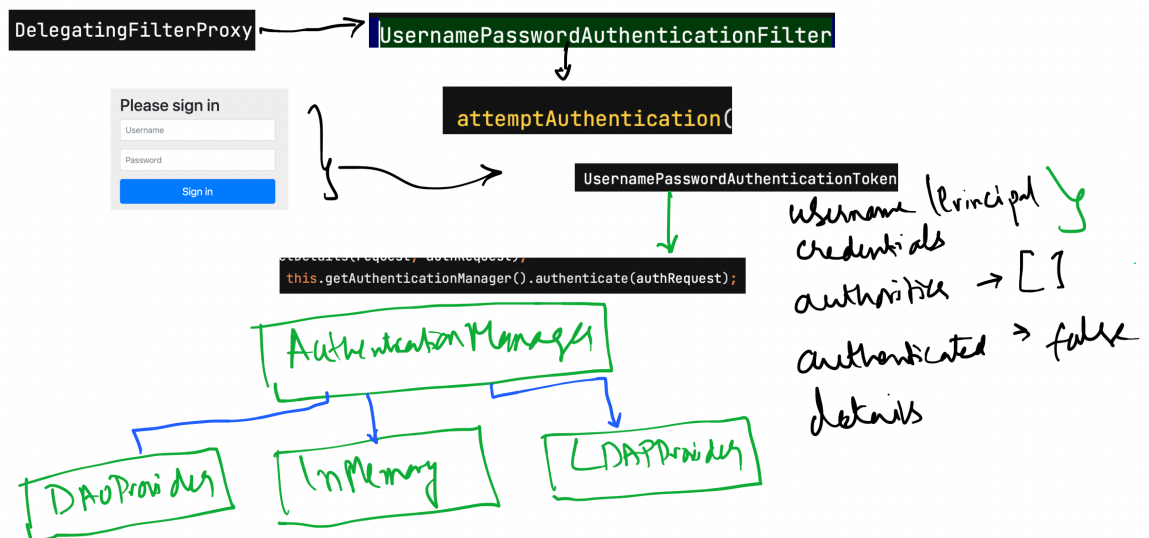 DelegatingFilterProxy
UsernamePasswordAuthenticationFilter
attemptAuthentication(
Please sign in
Username
Password
Sign in
UsernamePasswordAuthenticationToken
username / Principal
credentials
authorities → []
authenticated → false
details
this.getAuthenticationManager().authenticate(authRequest);
AuthenticationManager
DAOProvider
InMemory
LDAPProvider